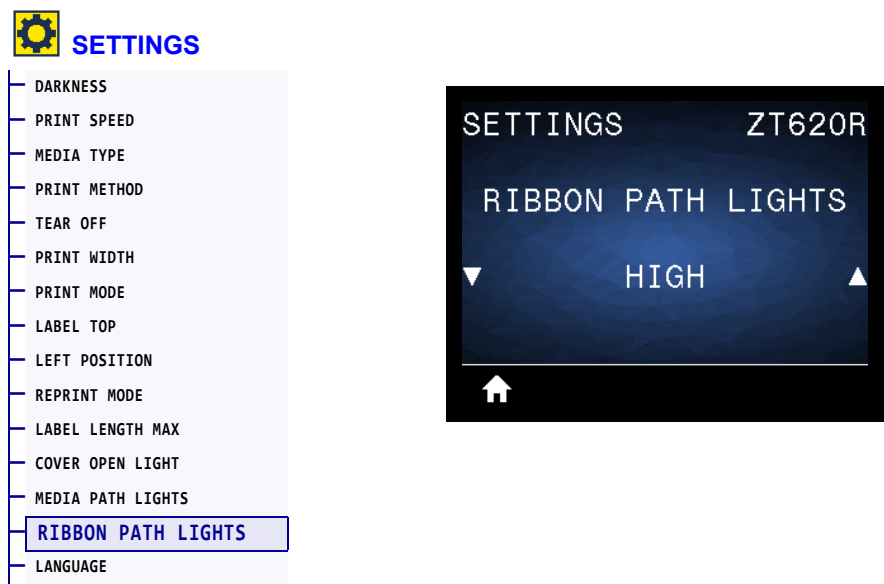 SETTINGS
DARKNESS
PRINT SPEED
MEDIA TYPE
PRINT METHOD
TEAR OFF
PRINT WIDTH
PRINT MODE
LABEL TOP
LEFT POSITION
REPRINT MODE
LABEL LENGTH MAX
COVER OPEN LIGHT
MEDIA PATH LIGHTS
RIBBON PATH LIGHTS
LANGUAGE
SETTINGS ZT620R
RIBBON PATH LIGHTS
HIGH